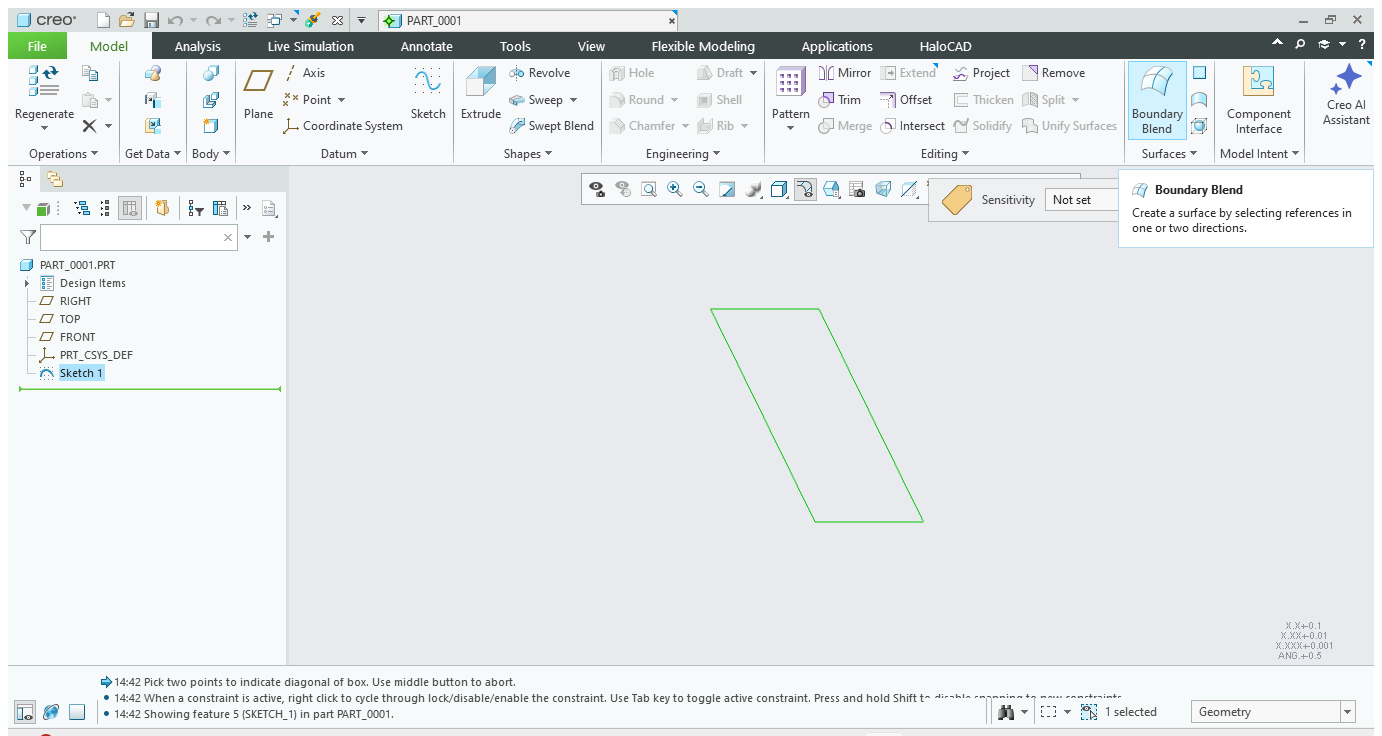 creo®
PART_0001
File Model Analysis Live Simulation Annotate Tools View Flexible Modeling Applications HaloCAD
Regenerate
Plane
Axis
Point
Coordinate System
Sketch
Extrude
Revolve
Sweep
Swept Blend
Hole
Round
Chamfer
Draft
Shell
Rib
Pattern
Mirror
Trim
Merge
Extend
Offset
Intersect
Project
Thicken
Solidify
Remove
Split
Unify Surfaces
Boundary
Blend
Component
Interface
Creo AI
Assistant
Operations Get Data Body Datum Shapes Engineering Editing Surfaces Model Intent
Sensitivity Not set
Boundary Blend
Create a surface by selecting references in
one or two directions.
PART_0001.PRT
Design Items
RIGHT
TOP
FRONT
PRT_CSYS_DEF
Sketch 1
X.X+-0.1
X.XX+-0.01
X.XXX+-0.001
ANG.+-0.5
14:42 Pick two points to indicate diagonal of box. Use middle button to abort.
14:42 When a constraint is active, right click to cycle through lock/disable/enable the constraint. Use Tab key to toggle active constraint. Press and hold Shift to disable snapping to new constraints.
14:42 Showing feature 5 (SKETCH_1) in part PART_0001.
1 selected
Geometry